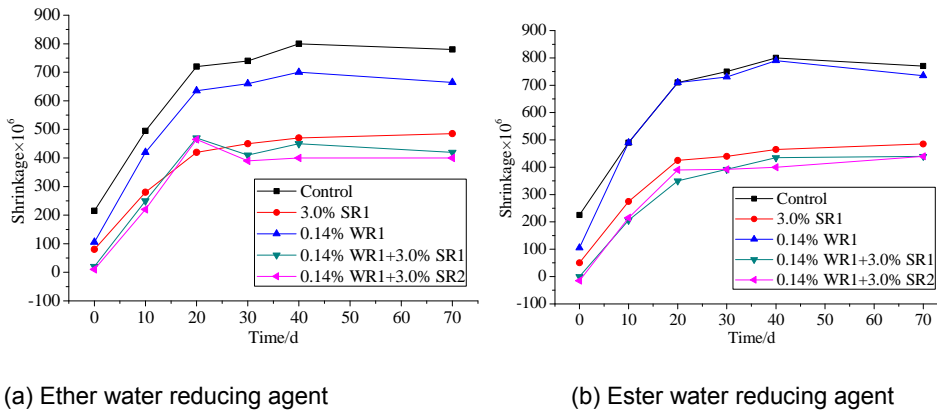 900
800
700
600
500
400
300
200
100
0
-100
Shrinkage×10⁶
Control
3.0% SR1
0.14% WR1
0.14% WR1+3.0% SR1
0.14% WR1+3.0% SR2
0 10 20 30 40 50 60 70
Time/d
(a) Ether water reducing agent
900
800
700
600
500
400
300
200
100
0
-100
Shrinkage×10⁶
Control
3.0% SR1
0.14% WR1
0.14% WR1+3.0% SR1
0.14% WR1+3.0% SR2
0 10 20 30 40 50 60 70
Time/d
(b) Ester water reducing agent